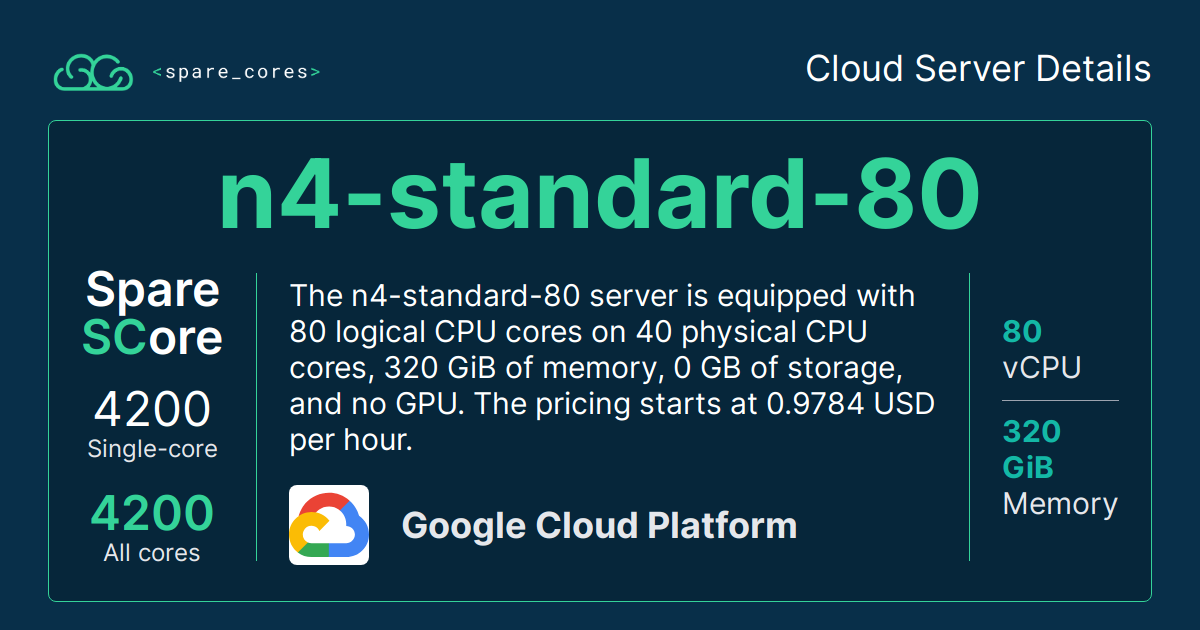 <spare_cores>
Cloud Server Details
n4-standard-80
Spare
SCore
4200
Single-core
4200
All cores
The n4-standard-80 server is equipped with
80 logical CPU cores on 40 physical CPU
cores, 320 GiB of memory, 0 GB of storage,
and no GPU. The pricing starts at 0.9784 USD
per hour.
Google Cloud Platform
80
vCPU
320
GiB
Memory